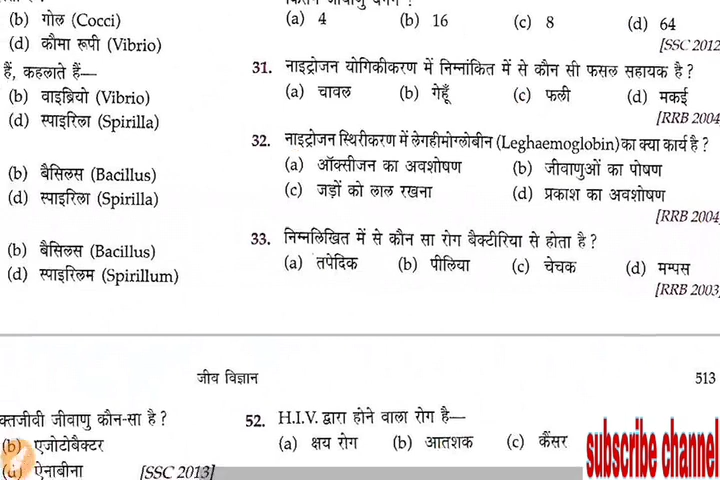 (b) गोल (Cocci)
(d) कौमा रूपी (Vibrio)
हैं, कहलाते हैं—
(b) वाइब्रियो (Vibrio)
(d) स्पाइरिला (Spirilla)
(b) बैसिलस (Bacillus)
(d) स्पाइरिला (Spirilla)
(b) बैसिलस (Bacillus)
(d) स्पाइरिलम (Spirillum)
(a) 4 (b) 16 (c) 8 (d) 64
[SSC 2012
31. नाइट्रोजन योगिकीकरण में निम्नांकित में से कौन सी फसल सहायक है ?
(a) चावल (b) गेहूँ (c) फली (d) मकई
[RRB 2004
32. नाइट्रोजन स्थिरीकरण में लेगहीमोग्लोबीन (Leghaemoglobin) का क्या कार्य है ?
(a) ऑक्सीजन का अवशोषण (b) जीवाणुओं का पोषण
(c) जड़ों को लाल रखना (d) प्रकाश का अवशोषण
[RRB 2004
33. निम्नलिखित में से कौन सा रोग बैक्टीरिया से होता है ?
(a) तपेदिक (b) पीलिया (c) चेचक (d) मम्पस
[RRB 2003
जीव विज्ञान 513
क्तजीवी जीवाणु कौन-सा है ?
(b) एजोटोबैक्टर
(d) ऐनाबीना [SSC 2013]
52. H.I.V. द्वारा होने वाला रोग है—
(a) क्षय रोग (b) आतशक (c) कैंसर
subscribe channel